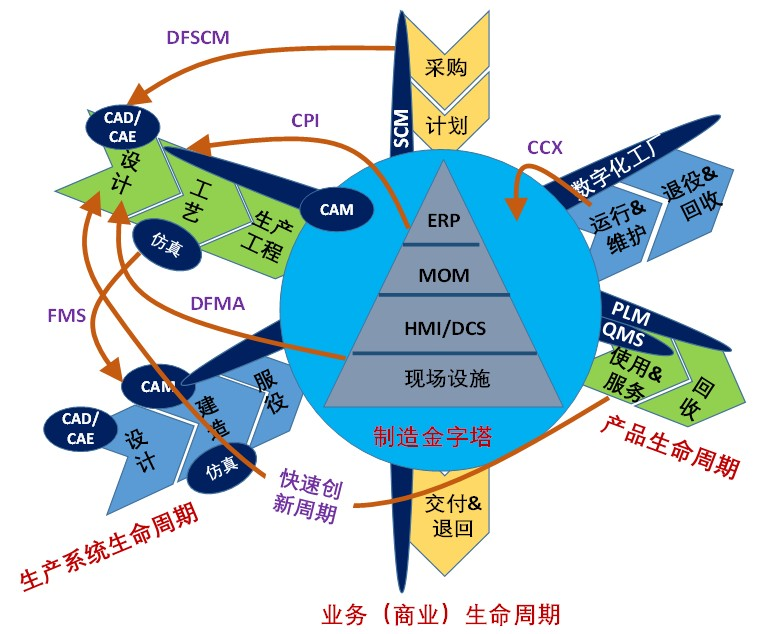 DFSCM
采购
CAD/
CAE
CPI
SCM
计划
CCX
数字化工厂
设计
工艺
生产
工程
CAM
仿真
退役&
回收
运行&
维护
ERP
MOM
HMI/DCS
现场设施
制造金字塔
DFMA
FMS
PLM
QMS
使用&
服务
回收
产品生命周期
CAM
CAD/
CAE
设计
建造
服役
仿真
快速创
新周期
交付&
退回
生产系统生命周期
业务（商业）生命周期